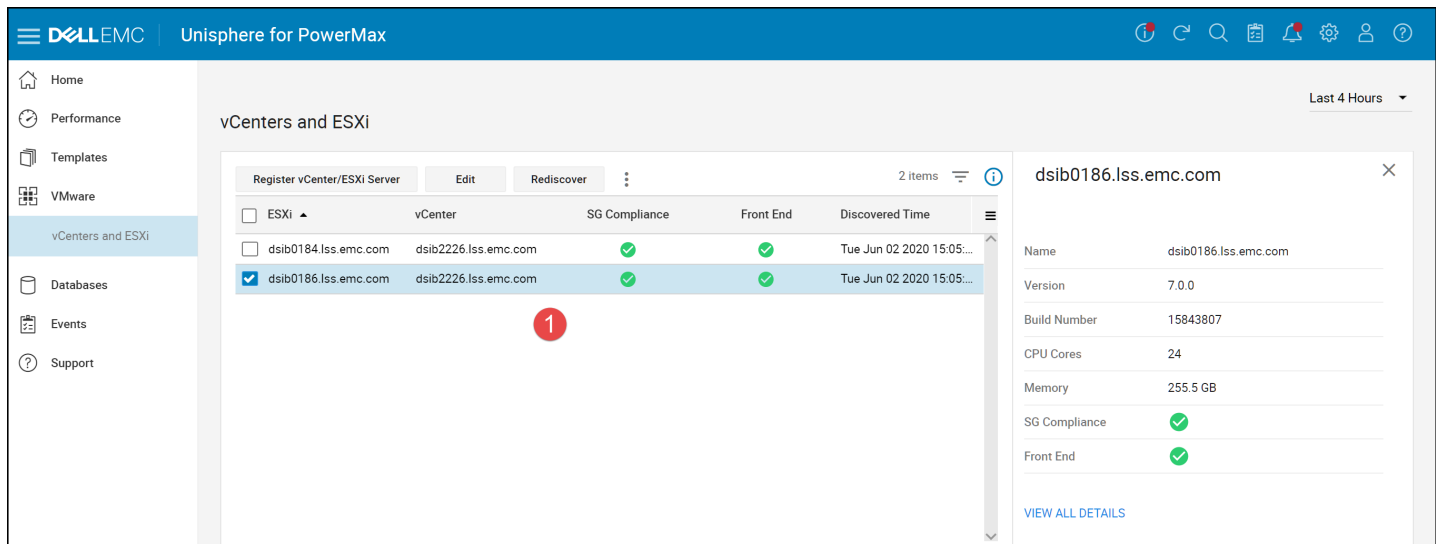 DELLEMC Unisphere for PowerMax
Home
Performance
Templates
VMware
vCenters and ESXi
Databases
Events
Support
Last 4 Hours
vCenters and ESXi
Register vCenter/ESXi Server Edit Rediscover 2 items
ESXi vCenter SG Compliance Front End Discovered Time
dsib0184.lss.emc.com dsib2226.lss.emc.com Tue Jun 02 2020 15:05:...
dsib0186.lss.emc.com dsib2226.lss.emc.com Tue Jun 02 2020 15:05:...
1
dsib0186.lss.emc.com
Name dsib0186.lss.emc.com
Version 7.0.0
Build Number 15843807
CPU Cores 24
Memory 255.5 GB
SG Compliance
Front End
VIEW ALL DETAILS